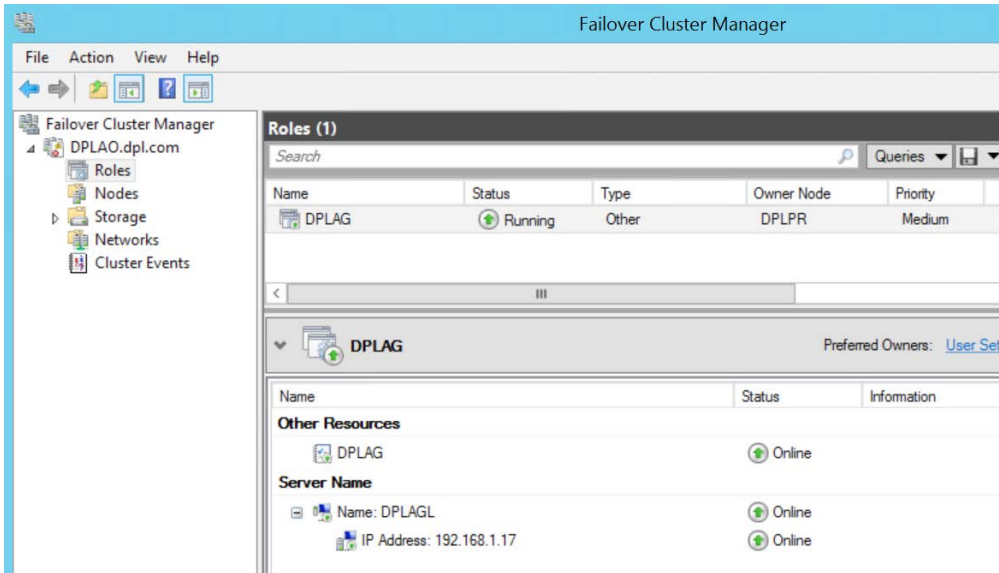 Failover Cluster Manager
File Action View Help
Failover Cluster Manager
DPLAO.dpl.com
Roles
Nodes
Storage
Networks
Cluster Events
Roles (1)
Search Queries
Name Status Type Owner Node Priority
DPLAG Running Other DPLPR Medium
DPLAG Preferred Owners: User Set
Name Status Information
Other Resources
DPLAG Online
Server Name
Name: DPLAGL Online
IP Address: 192.168.1.17 Online